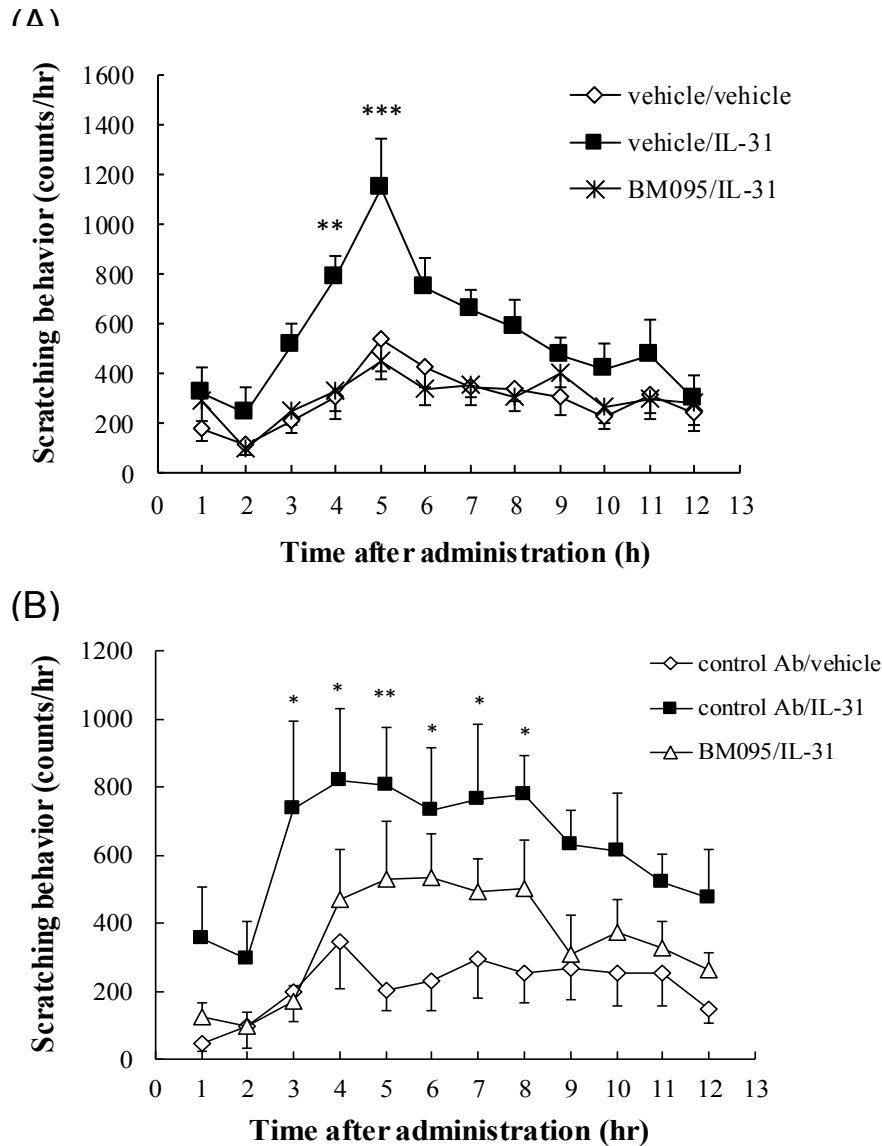 (A)
1600
1400
1200
1000
800
600
400
200
0
Scratching behavior (counts/hr)
***
**
vehicle/vehicle
vehicle/IL-31
BM095/IL-31
0 1 2 3 4 5 6 7 8 9 10 11 12 13
Time after administration (h)
(B)
1200
1000
800
600
400
200
0
Scratching behavior (counts/hr)
* * ** * * *
control Ab/vehicle
control Ab/IL-31
BM095/IL-31
0 1 2 3 4 5 6 7 8 9 10 11 12 13
Time after administration (hr)